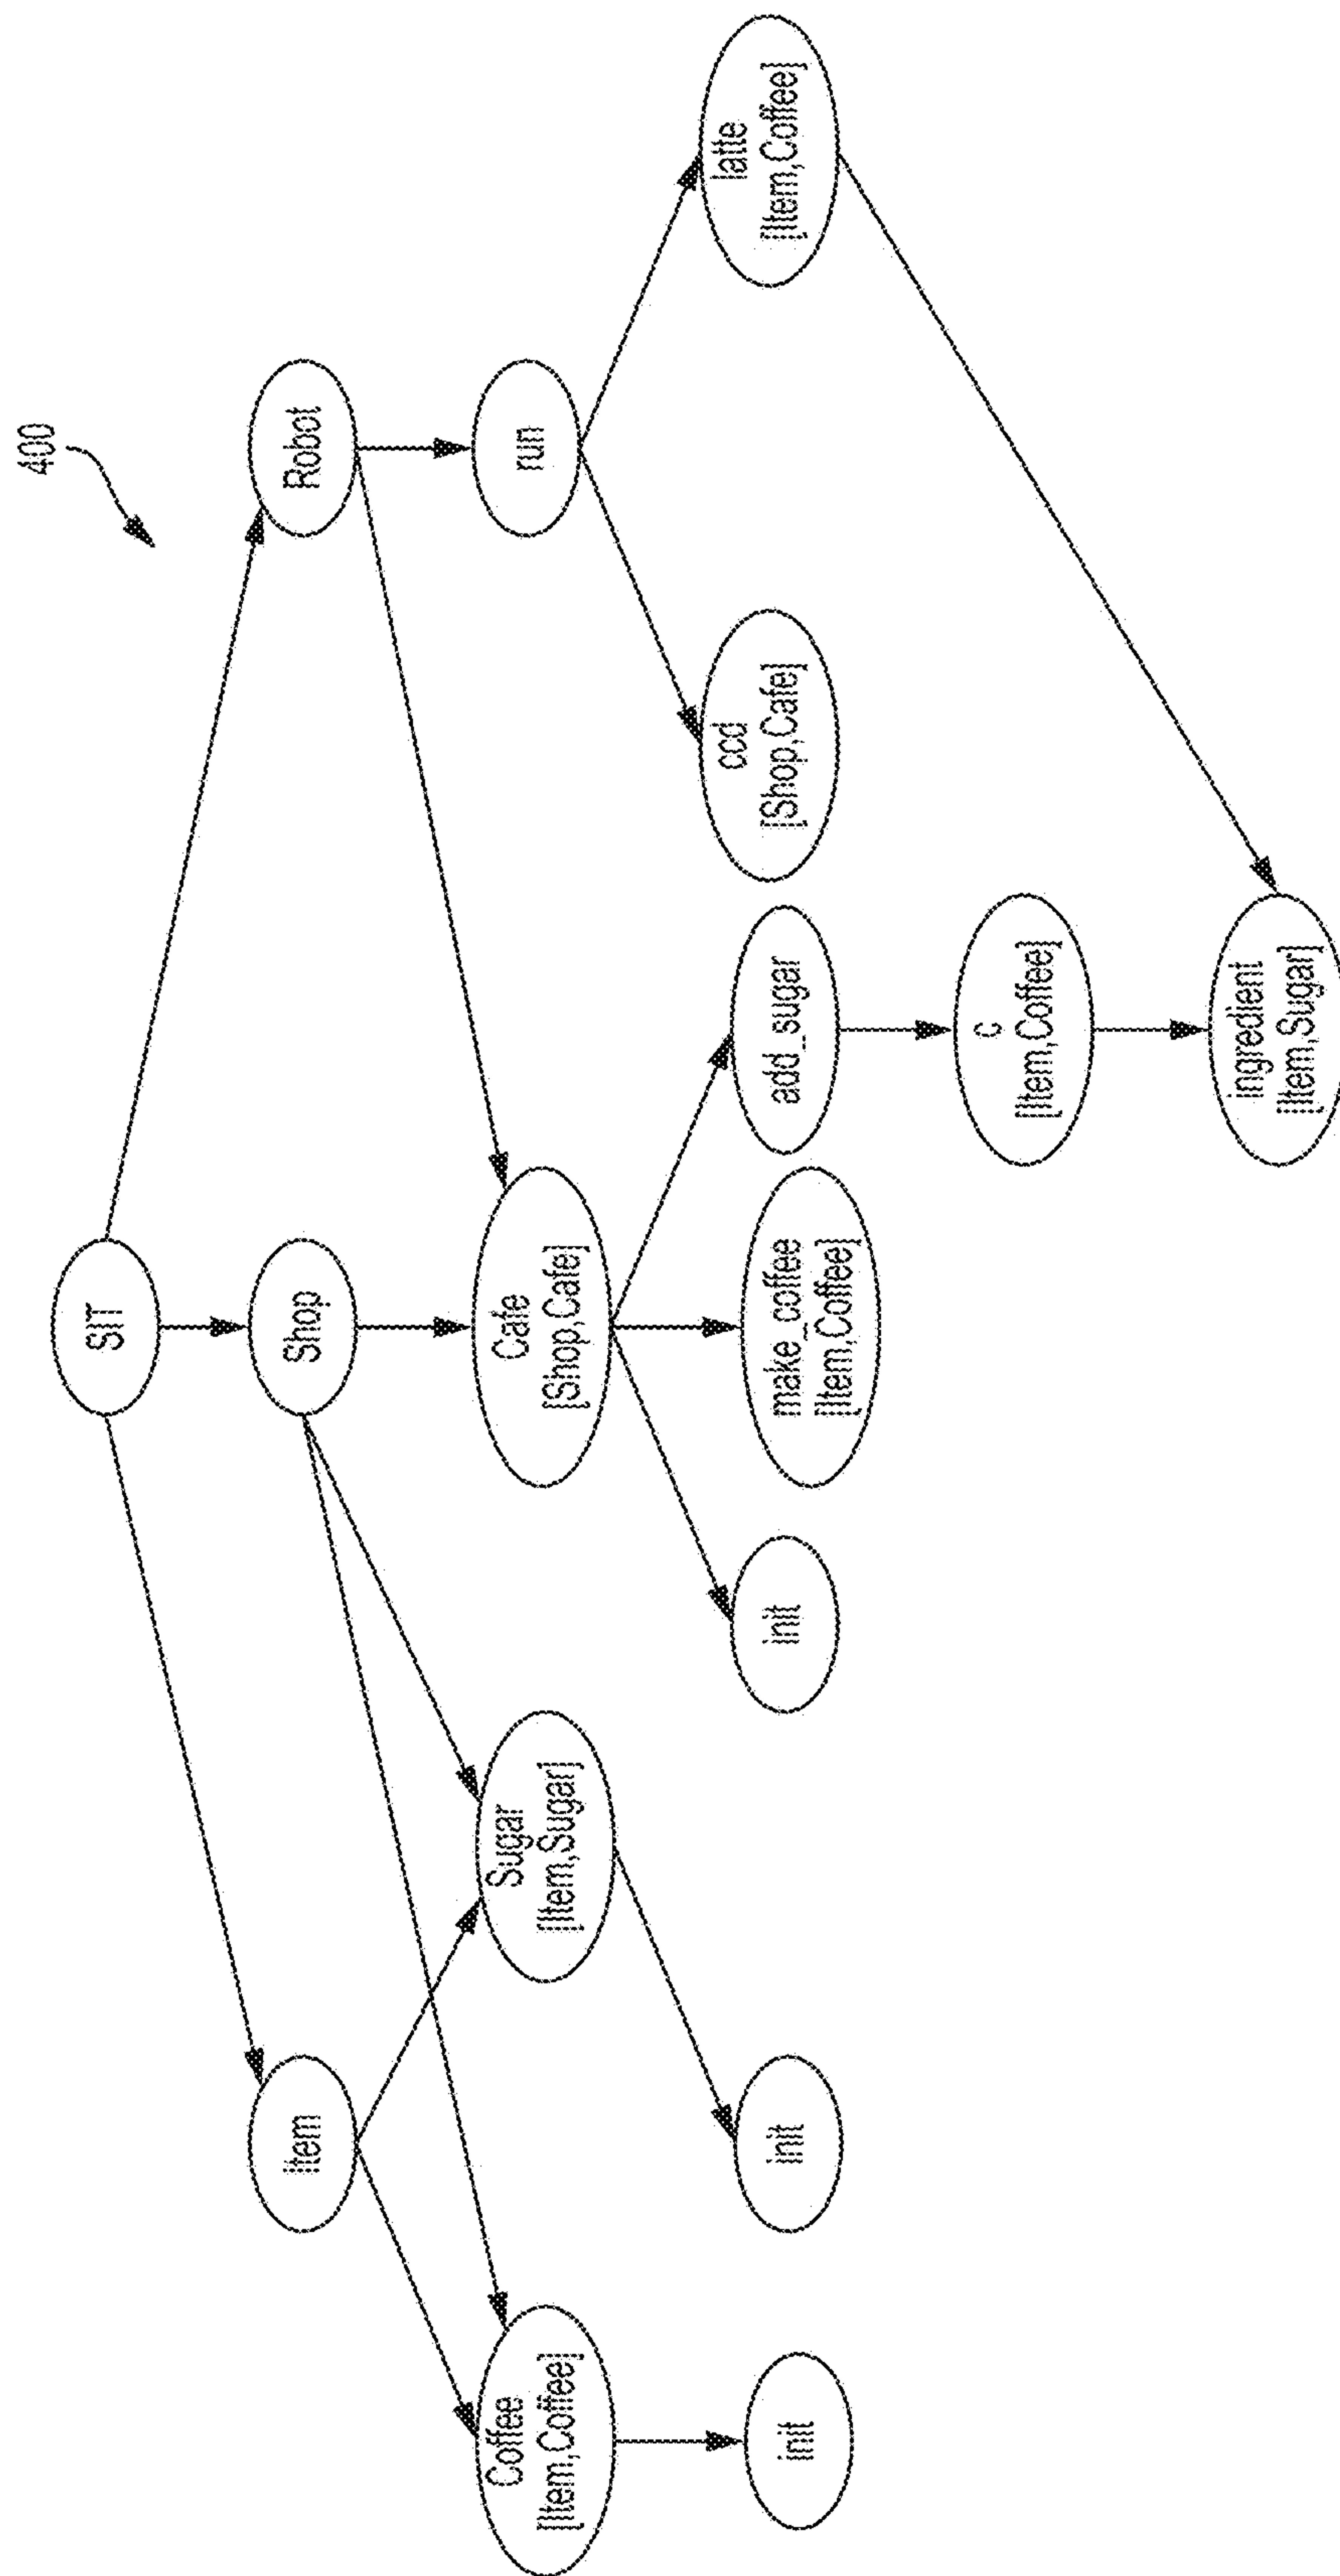 400
SIT
Item
Shop
Robot
Coffee
[Item,Coffee]
Sugar
[Item,Sugar]
Cafe
[Shop,Cafe]
run
init
init
init
make_coffee
[Item,Coffee]
add_sugar
ccd
[Shop,Cafe]
latte
[Item,Coffee]
c
[Item,Coffee]
ingredient
[Item,Sugar]